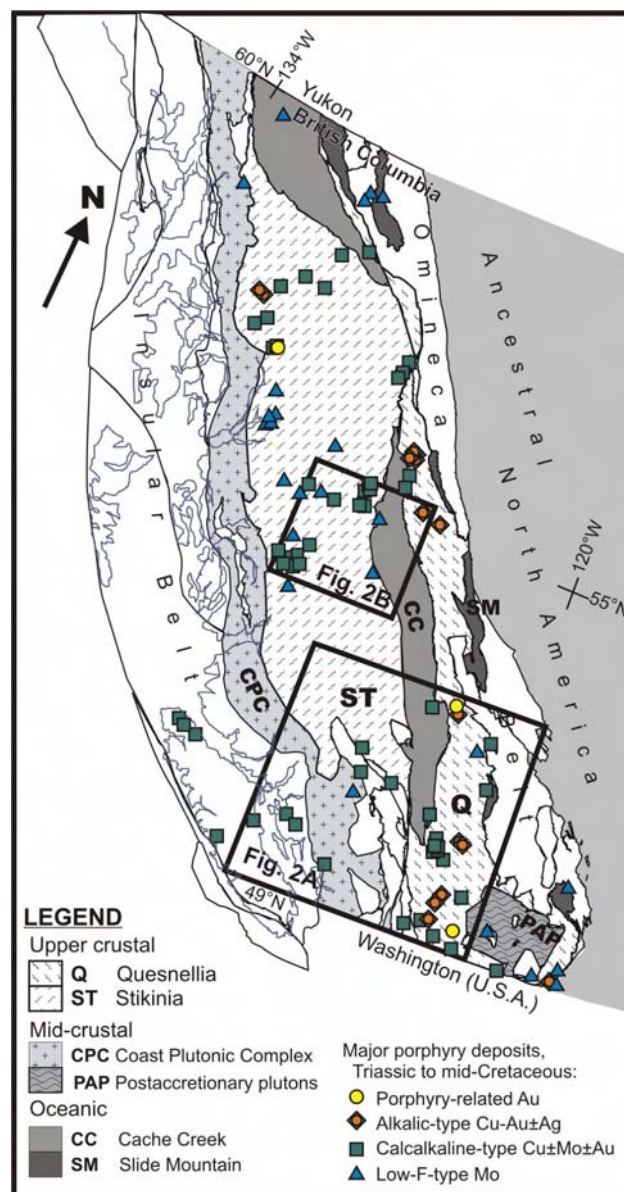 60°N
134°W
Yukon
British Columbia
N
Omineca
Belt
Ancestral
North America
Insular
Belt
120°W
55°N
Fig. 2B
CC
SM
CPC
ST
Q
Fig. 2A
49°N
PAP
Washington (U.S.A.)
LEGEND
Upper crustal
Q Quesnellia
ST Stikinia
Mid-crustal
CPC Coast Plutonic Complex
PAP Postaccretionary plutons
Oceanic
CC Cache Creek
SM Slide Mountain
Major porphyry deposits,
Triassic to mid-Cretaceous:
Porphyry-related Au
Alkalic-type Cu-Au±Ag
Calcalkaline-type Cu±Mo±Au
Low-F-type Mo